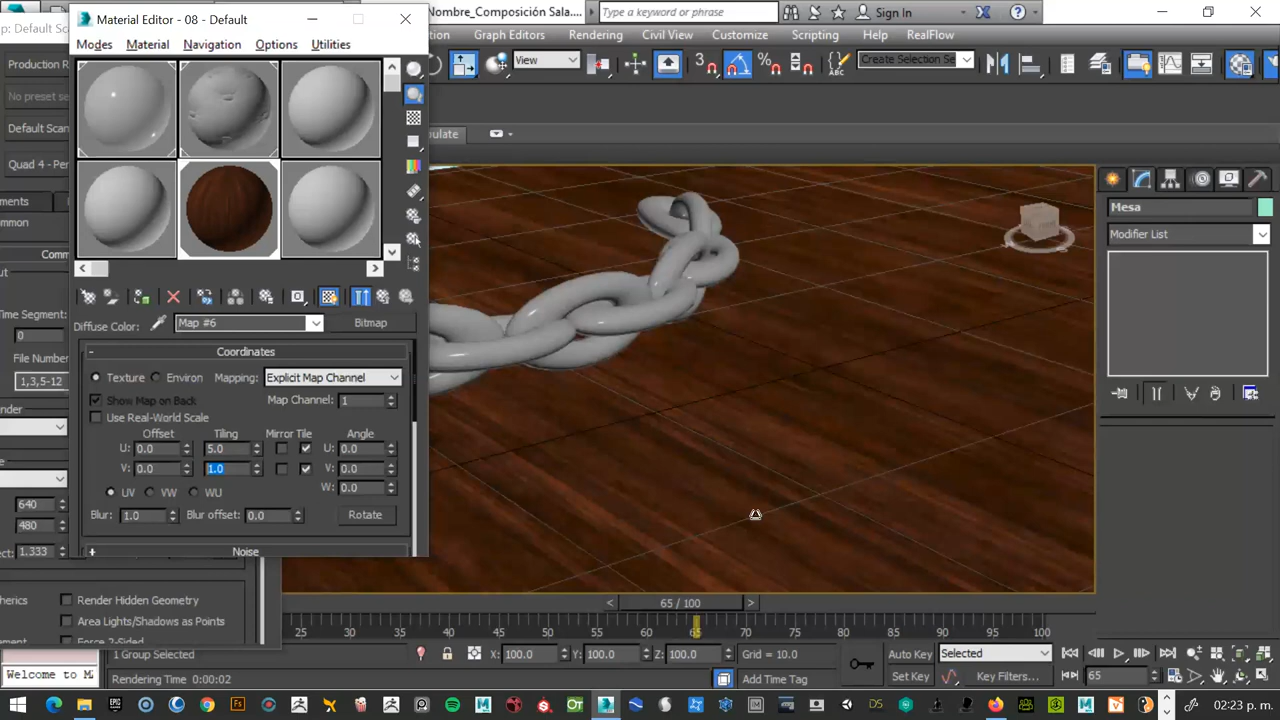 p: Default Sca
Material Editor - 08 - Default
Nombre_Composición Sala....
Type a keyword or phrase
Sign In
Modes Material Navigation Options Utilities
Graph Editors Rendering Civil View Customize Scripting Help RealFlow
Production R
View
3
Create Selection Se
No preset se
Default Scan
ulate
Quad 4 - Pe
ments
mmon
Mesa
Modifier List
Time Segment:
0
File Number
1,3,5-12
Diffuse Color: Map #6 Bitmap
- Coordinates
Texture Environ Mapping: Explicit Map Channel
Show Map on Back Map Channel: 1
Use Real-World Scale
Offset Tiling Mirror Tile Angle
U: 0.0 5.0 U: 0.0
V: 0.0 1.0 V: 0.0
UV VW WU W: 0.0
Blur: 1.0 Blur offset: 0.0 Rotate
+ Noise
640
480
1.333
Render Hidden Geometry
Area Lights/Shadows as Points
Force 2-Sided
< 65 / 100 >
25 30 35 40 45 50 55 60 65 70 75 80 85 90 95 100
1 Group Selected
X: 100.0 Y: 100.0 Z: 100.0 Grid = 10.0
Auto Key Selected
Welcome to M
Rendering Time 0:00:02
Add Time Tag
Set Key Key Filters... 65
02:23 p. m.